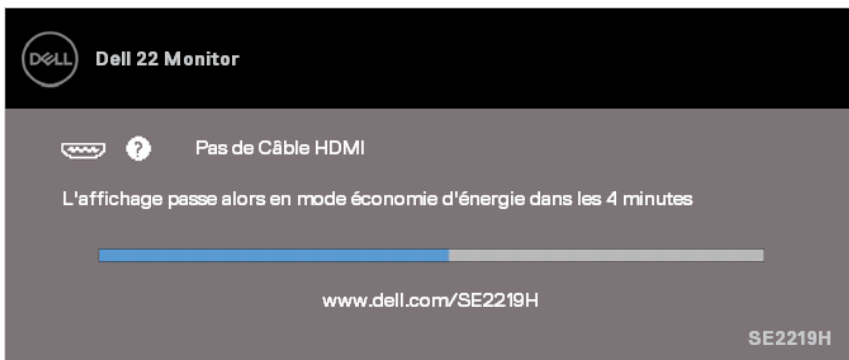 DELL
Dell 22 Monitor
Pas de Câble HDMI
L'affichage passe alors en mode économie d'énergie dans les 4 minutes
www.dell.com/SE2219H
SE2219H